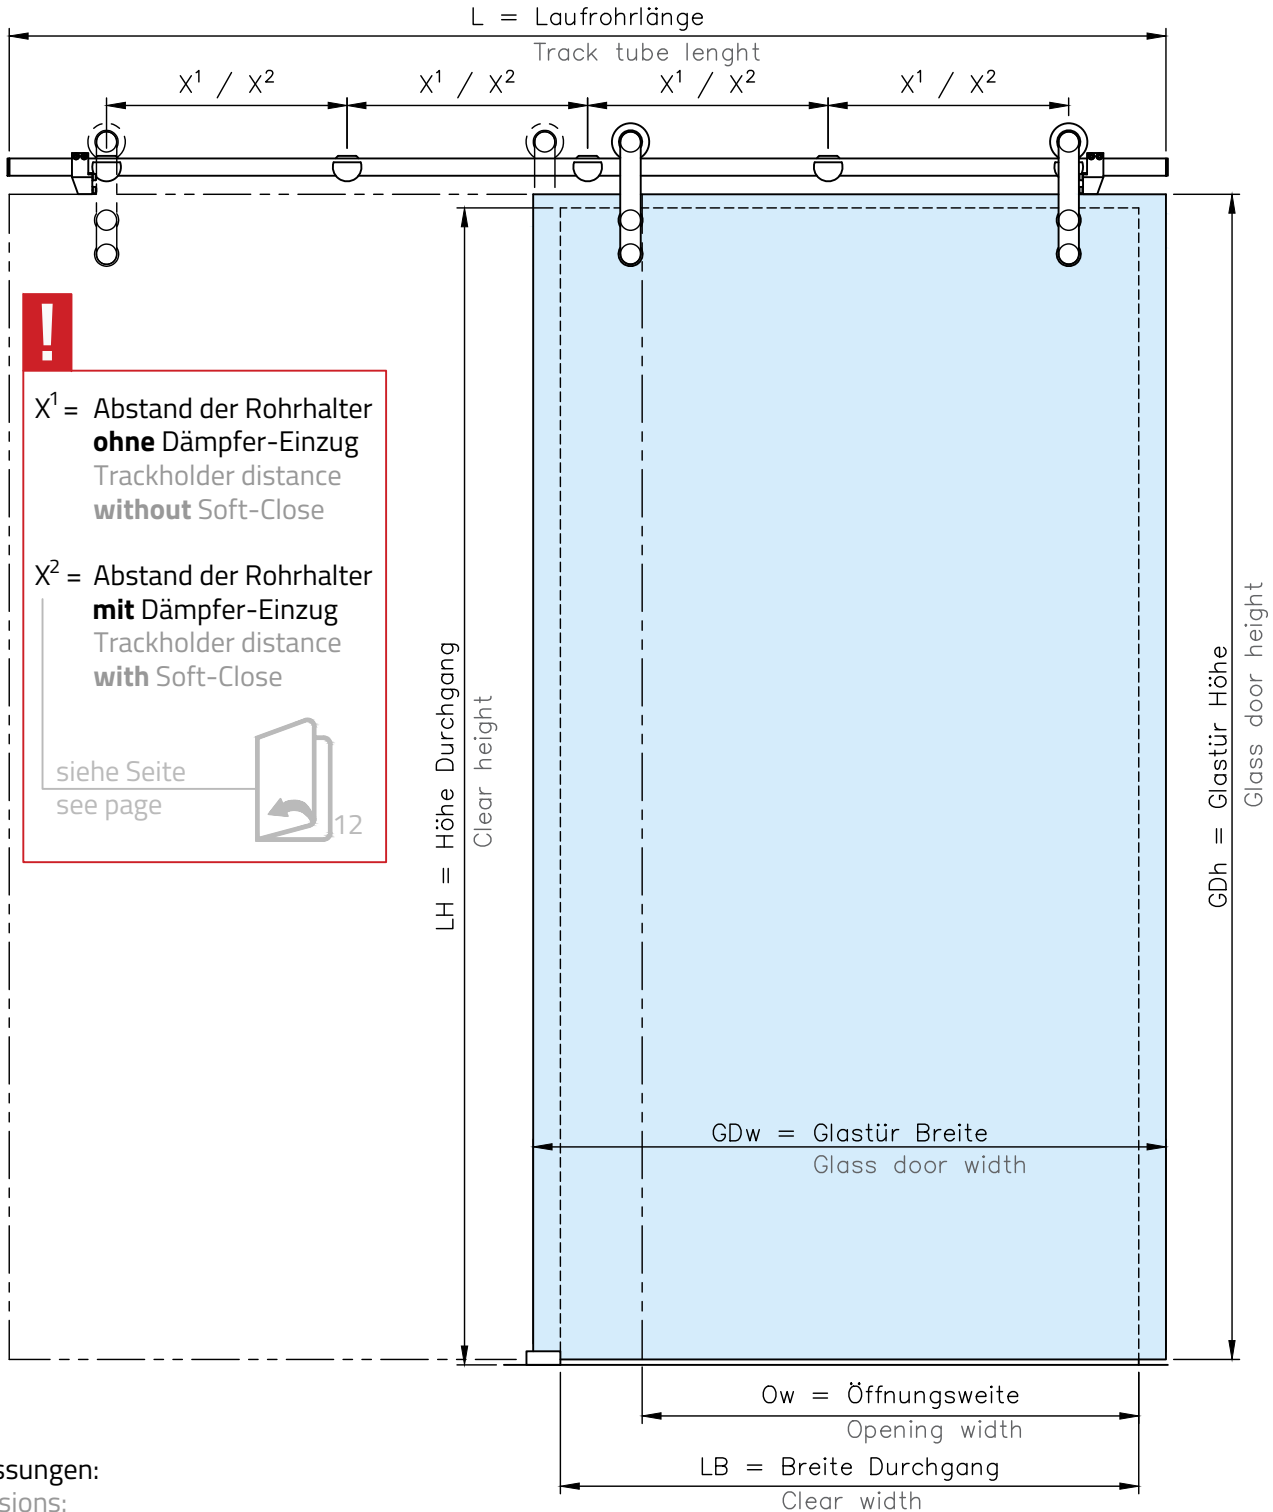 L = Laufrohrlänge
Track tube lenght
X¹ / X² X¹ / X² X¹ / X² X¹ / X²
!
X¹ = Abstand der Rohrhalter
ohne Dämpfer-Einzug
Trackholder distance
without Soft-Close
X² = Abstand der Rohrhalter
mit Dämpfer-Einzug
Trackholder distance
with Soft-Close
siehe Seite
see page
12
LH = Höhe Durchgang
Clear height
GDh = Glastür Höhe
Glass door height
GDw = Glastür Breite
Glass door width
Ow = Öffnungsweite
Opening width
LB = Breite Durchgang
Clear width
ssungen:
sions: